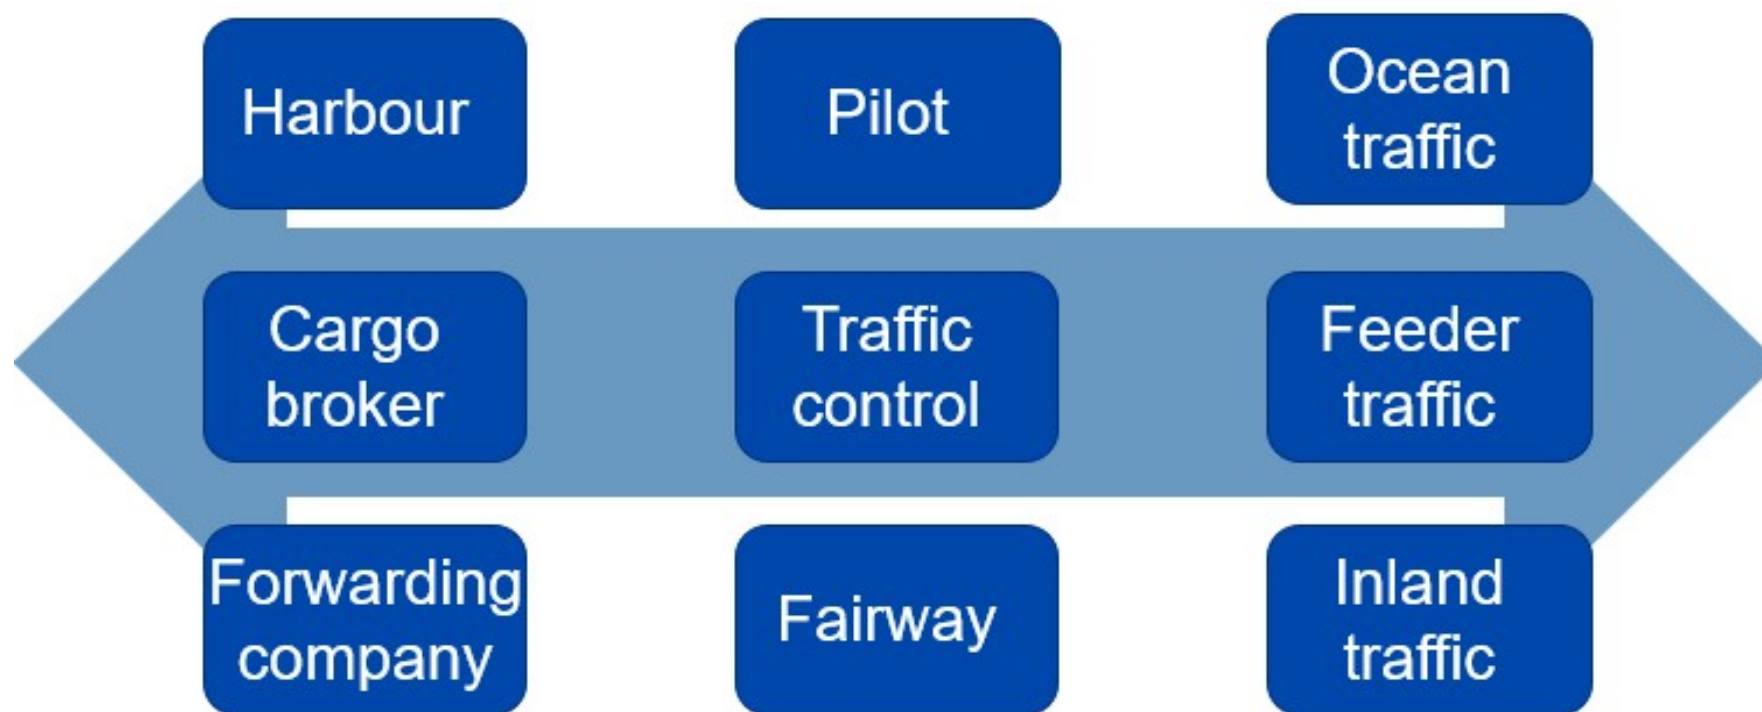 Harbour
Pilot
Ocean
traffic
Cargo
broker
Traffic
control
Feeder
traffic
Forwarding
company
Fairway
Inland
traffic